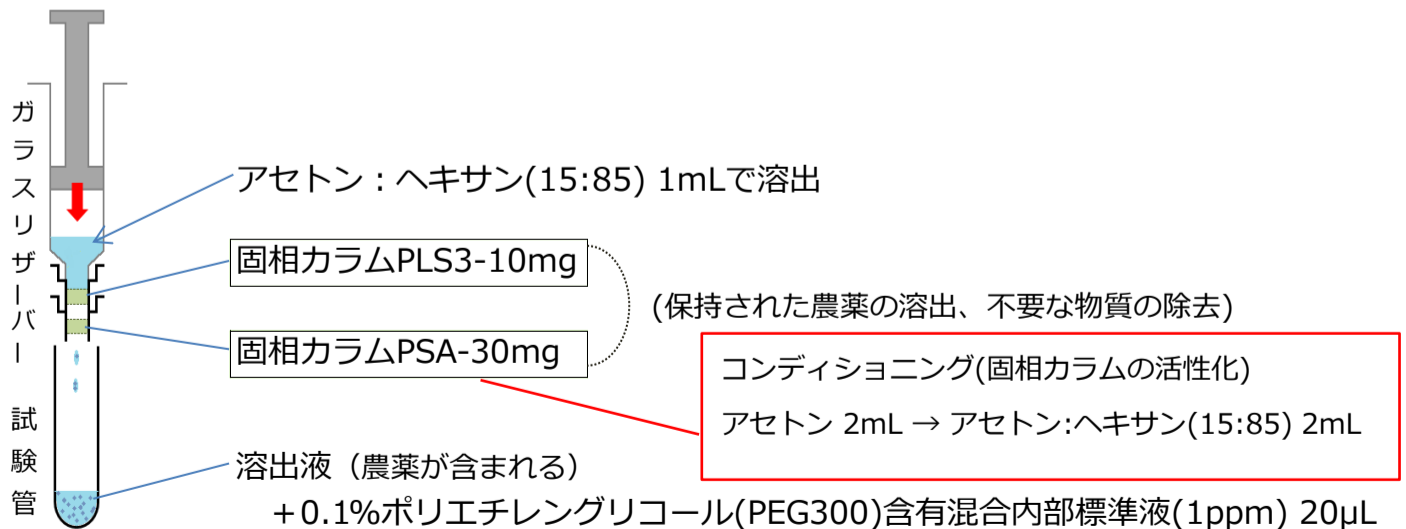 ガラスリザーバー
アセトン：ヘキサン(15:85) 1mLで溶出
固相カラムPLS3-10mg
(保持された農薬の溶出、不要な物質の除去)
固相カラムPSA-30mg
コンディショニング(固相カラムの活性化)
アセトン 2mL → アセトン:ヘキサン(15:85) 2mL
試験管
溶出液（農薬が含まれる）
＋0.1%ポリエチレングリコール(PEG300)含有混合内部標準液(1ppm) 20μL